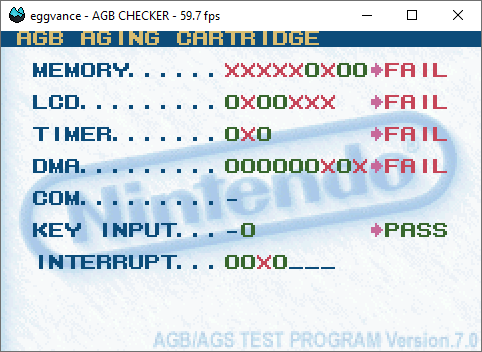 eggvance - AGB CHECKER - 59.7 fps
AGB AGING CARTRIDGE
MEMORY.......XXXXXOXOO➔FAIL
LCD..........OXOOXXX ➔FAIL
TIMER........OXO ➔FAIL
DMA..........OOOOOOXOX➔FAIL
COM..........-
KEY INPUT...-O ➔PASS
INTERRUPT...OOXO___
Nintendo®
AGB/AGS TEST PROGRAM Version.7.0